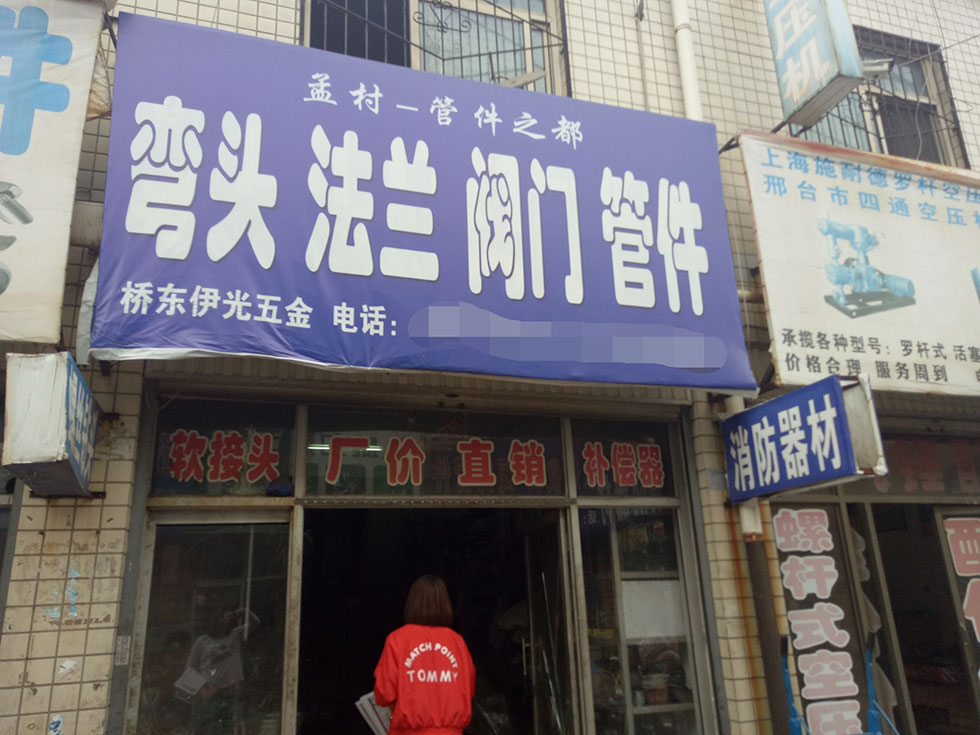 孟村－管件之都
弯头 法兰 阀门 管件
桥东伊光五金 电话:
软接头 厂价直销 补偿器
MATCH POINT
TOMMY
压机
上海施耐德罗杆空
邢台市四通空压
承揽各种型号: 罗杆式 活塞
价格合理 服务周到
消防器材
螺杆式空压
配
件